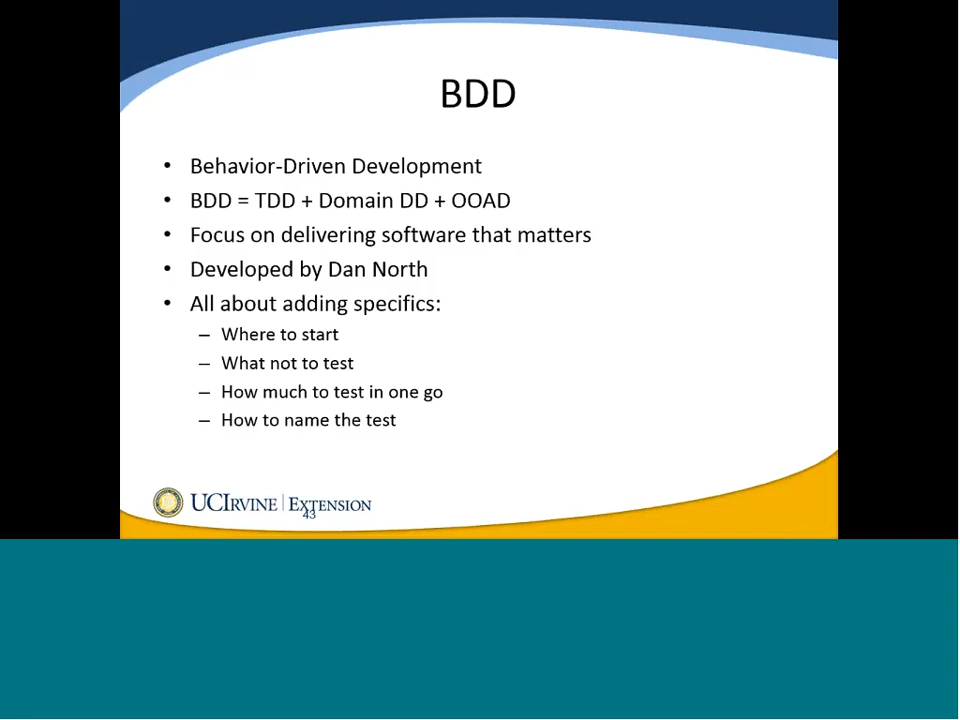 BDD
• Behavior-Driven Development
• BDD = TDD + Domain DD + OOAD
• Focus on delivering software that matters
• Developed by Dan North
• All about adding specifics:
– Where to start
– What not to test
– How much to test in one go
– How to name the test
UCIRVINE | EXTENSION
43